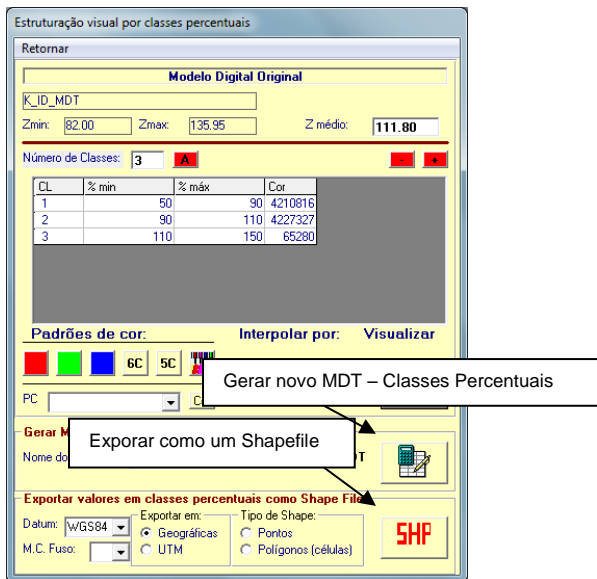 Estruturação visual por classes percentuais
Retornar
Modelo Digital Original
K_ID_MDT
Zmin: 82.00 Zmax: 135.95 Z médio: 111.80
Número de Classes: 3 A - +
CL % min % máx Cor
1 50 90 4210816
2 90 110 4227327
3 110 150 65280
Padrões de cor: Interpolar por: Visualizar
6C 5C
Gerar novo MDT – Classes Percentuais
PC
Gerar
Exporar como um Shapefile
Nome do
Exportar valores em classes percentuais como Shape File
Exportar em: Tipo de Shape:
Datum: WGS84 Geográficas Pontos SHP
M.C. Fuso: UTM Polígonos (células)